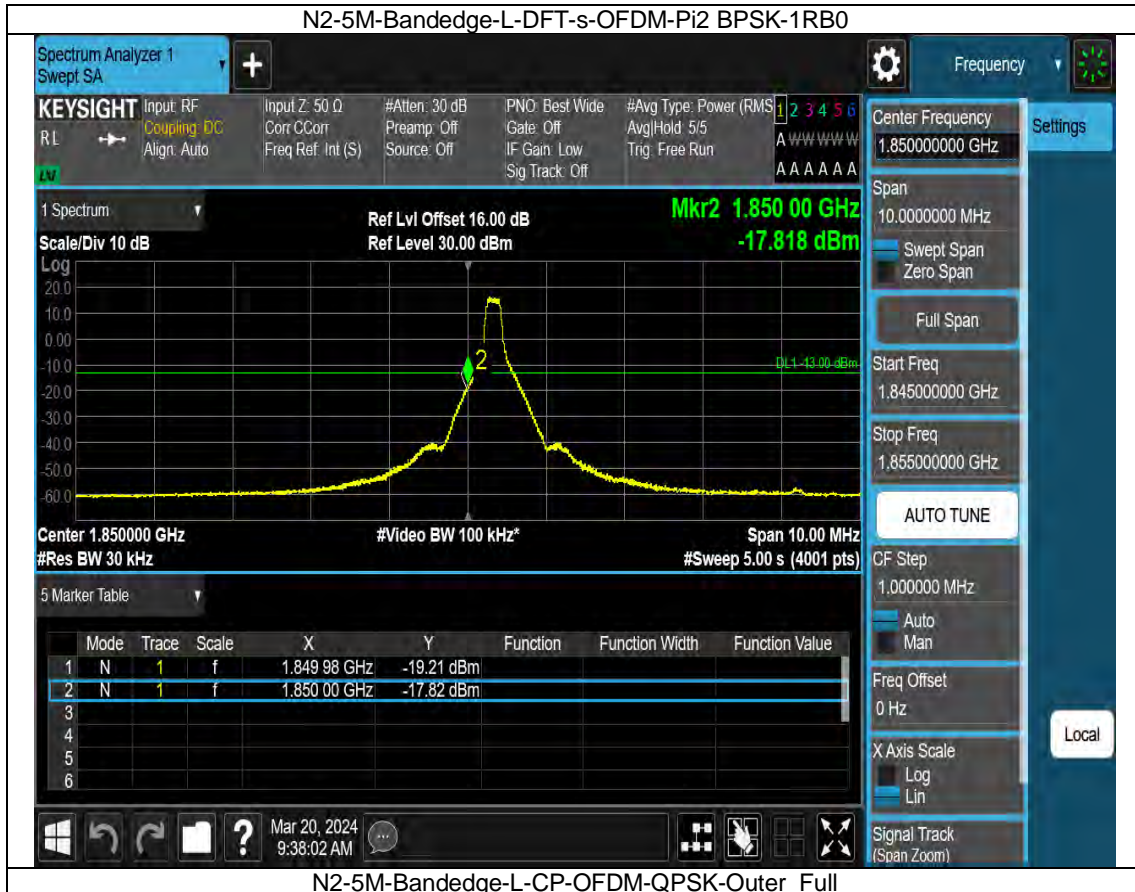 N2-5M-Bandedge-L-DFT-s-OFDM-Pi2 BPSK-1RB0
Spectrum Analyzer 1
Swept SA
+
Frequency
KEYSIGHT
Input: RF
Coupling: DC
Align: Auto
Input Z: 50 Ω
Corr CCorr
Freq Ref: Int (S)
#Atten: 30 dB
Preamp: Off
Source: Off
PNO: Best Wide
Gate: Off
IF Gain: Low
Sig Track: Off
#Avg Type: Power (RMS
Avg|Hold: 5/5
Trig: Free Run
1 2 3 4 5 6
A W W W W W
A A A A A A
RL
LXI
1 Spectrum
Scale/Div 10 dB
Ref Lvl Offset 16.00 dB
Ref Level 30.00 dBm
Mkr2 1.850 00 GHz
-17.818 dBm
Log
20.0
10.0
0.00
-10.0
-20.0
-30.0
-40.0
-50.0
-60.0
2
DL1 -13.00 dBm
Center 1.850000 GHz
#Video BW 100 kHz*
Span 10.00 MHz
#Res BW 30 kHz
#Sweep 5.00 s (4001 pts)
5 Marker Table
Mode Trace Scale X Y Function Function Width Function Value
1 N 1 f 1.849 98 GHz -19.21 dBm
2 N 1 f 1.850 00 GHz -17.82 dBm
3
4
5
6
Mar 20, 2024
9:38:02 AM
Center Frequency
1.850000000 GHz
Settings
Span
10.0000000 MHz
Swept Span
Zero Span
Full Span
Start Freq
1.845000000 GHz
Stop Freq
1.855000000 GHz
AUTO TUNE
CF Step
1.000000 MHz
Auto
Man
Freq Offset
0 Hz
Local
X Axis Scale
Log
Lin
Signal Track
(Span Zoom)
N2-5M-Bandedge-L-CP-OFDM-QPSK-Outer_Full